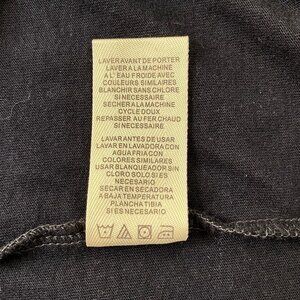 LAVER AVANT DE PORTER
LAVER A LA MACHINE
A L' EAU FROIDE AVEC
COULEURS SIMILAIRES
BLANCHIR SANS CHLORE
SI NECESSAIRE
SECHER A LA MACHINE
CYCLE DOUX
REPASSER AU FER CHAUD
SI NECESSAIRE
LAVAR ANTES DE USAR
LAVAR EN LAVADORA CON
AGUA FRIA CON
COLORES SIMILARES
USAR BLANQUEADOR SIN
CLORO SOLO SI ES
NECESARIO
SECAR EN SECADORA
A BAJA TEMPERATURA
PLANCHA TIBIA
SI ES NECESARIO